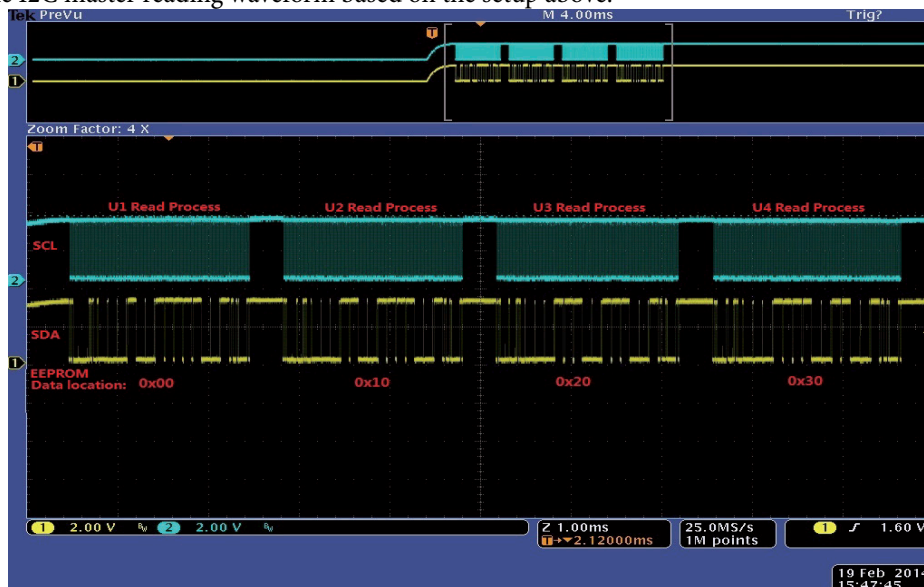 e I2C master reading waveform based on the setup above.
Tek PreVu M 4.00ms Trig?
T
2
1
Zoom Factor: 4 X
T
U1 Read Process U2 Read Process U3 Read Process U4 Read Process
SCL
2
SDA
1
EEPROM
Data location: 0x00 0x10 0x20 0x30
1 2.00 V BW 2 2.00 V BW Z 1.00ms 25.0MS/s 1 1.60 V
T→▼2.12000ms 1M points
19 Feb 201
15:47:45